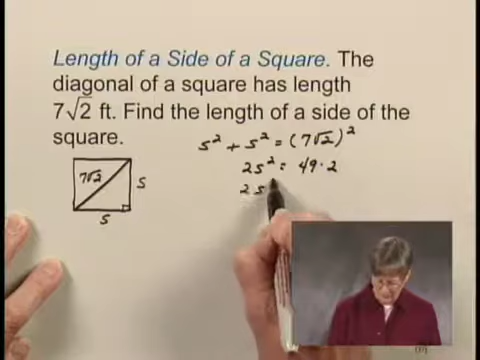 Length of a Side of a Square. The
diagonal of a square has length
7√2 ft. Find the length of a side of the
square.
s² + s² = (7√2)²
2s² = 49·2
2s
7√2
s
s